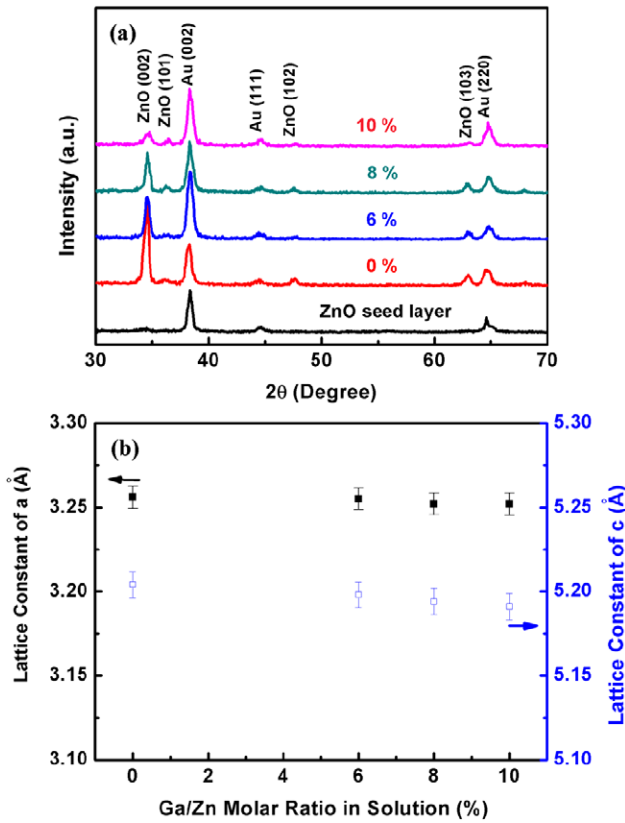 (a)
ZnO (002)
ZnO (101)
Au (002)
Au (111)
ZnO (102)
ZnO (103)
Au (220)
10 %
8 %
6 %
0 %
ZnO seed layer
Intensity (a.u.)
30 40 50 60 70
2θ (Degree)
(b)
3.30
3.25
3.20
3.15
3.10
Lattice Constant of a (Å)
5.30
5.25
5.20
5.15
5.10
Lattice Constant of c (Å)
0 2 4 6 8 10
Ga/Zn Molar Ratio in Solution (%)